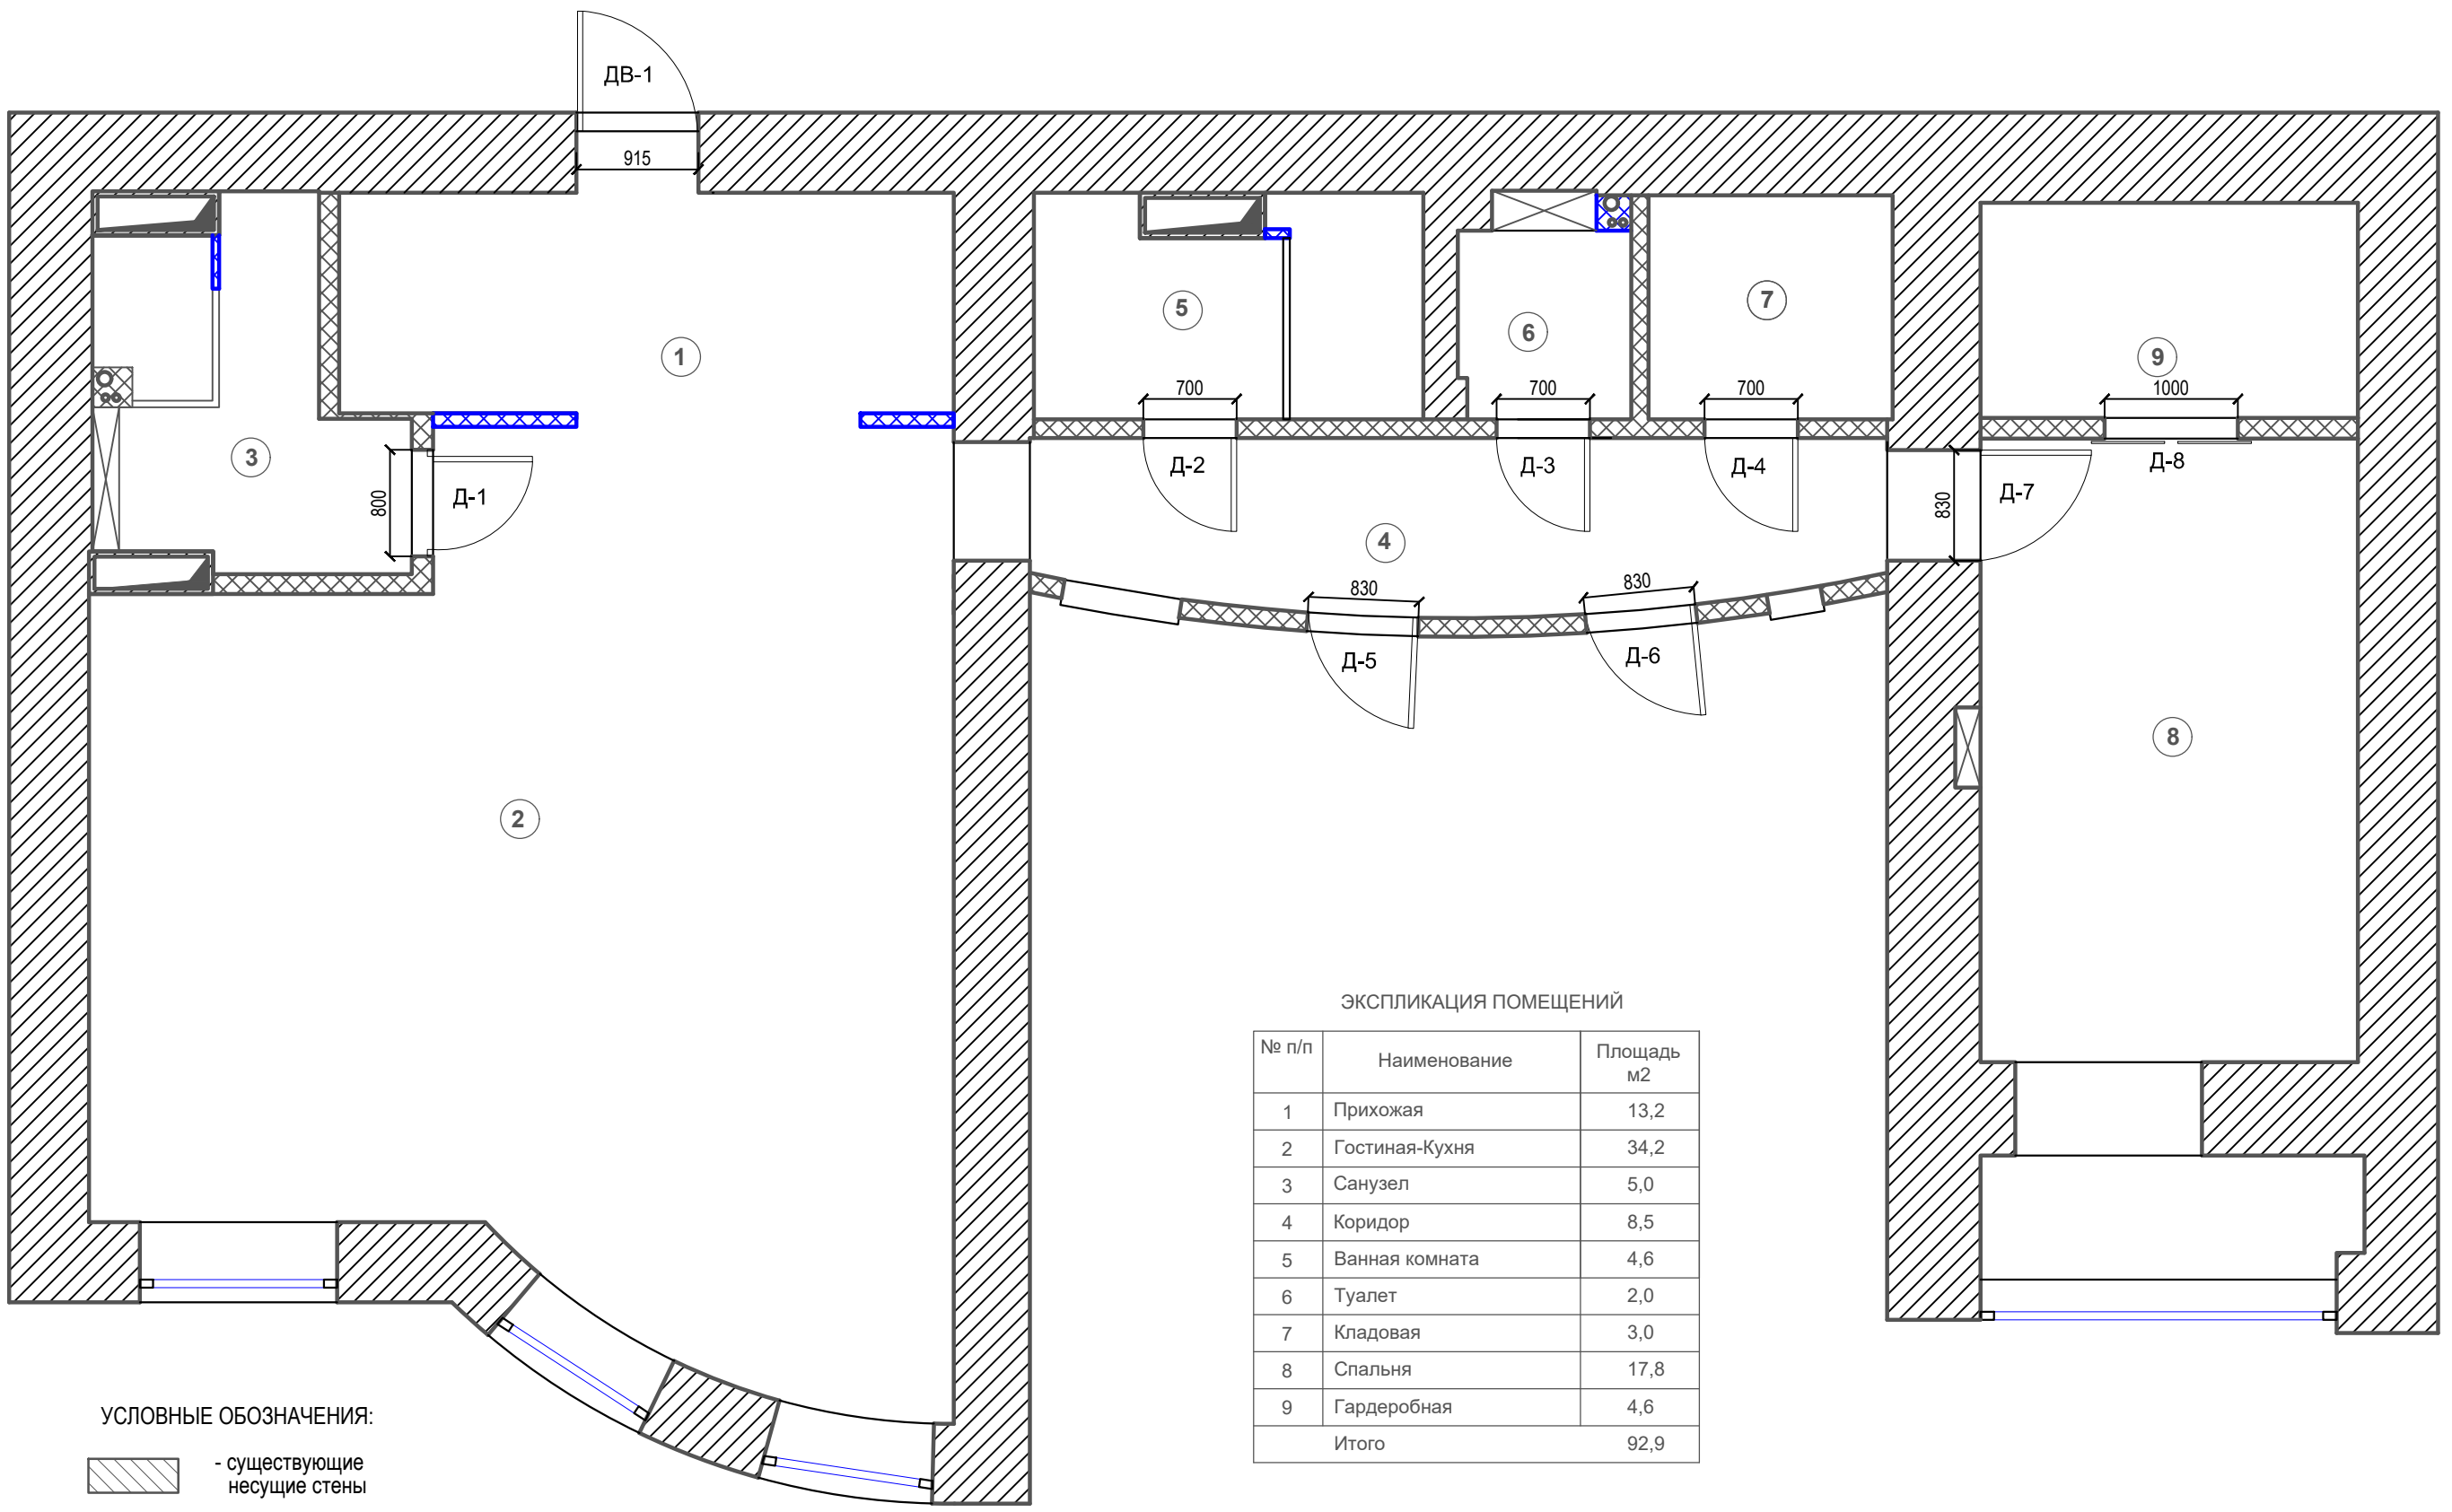 ДВ-1
915
5
7
6
1
9
700
700
700
1000
3
Д-1
800
Д-2
Д-3
Д-4
Д-8
Д-7
830
4
830
830
Д-5
Д-6
8
2
ЭКСПЛИКАЦИЯ ПОМЕЩЕНИЙ
№ п/п Наименование Площадь
м2
1 Прихожая 13,2
2 Гостиная-Кухня 34,2
3 Санузел 5,0
4 Коридор 8,5
5 Ванная комната 4,6
6 Туалет 2,0
7 Кладовая 3,0
8 Спальня 17,8
9 Гардеробная 4,6
Итого 92,9
УСЛОВНЫЕ ОБОЗНАЧЕНИЯ:
- существующие
несущие стены